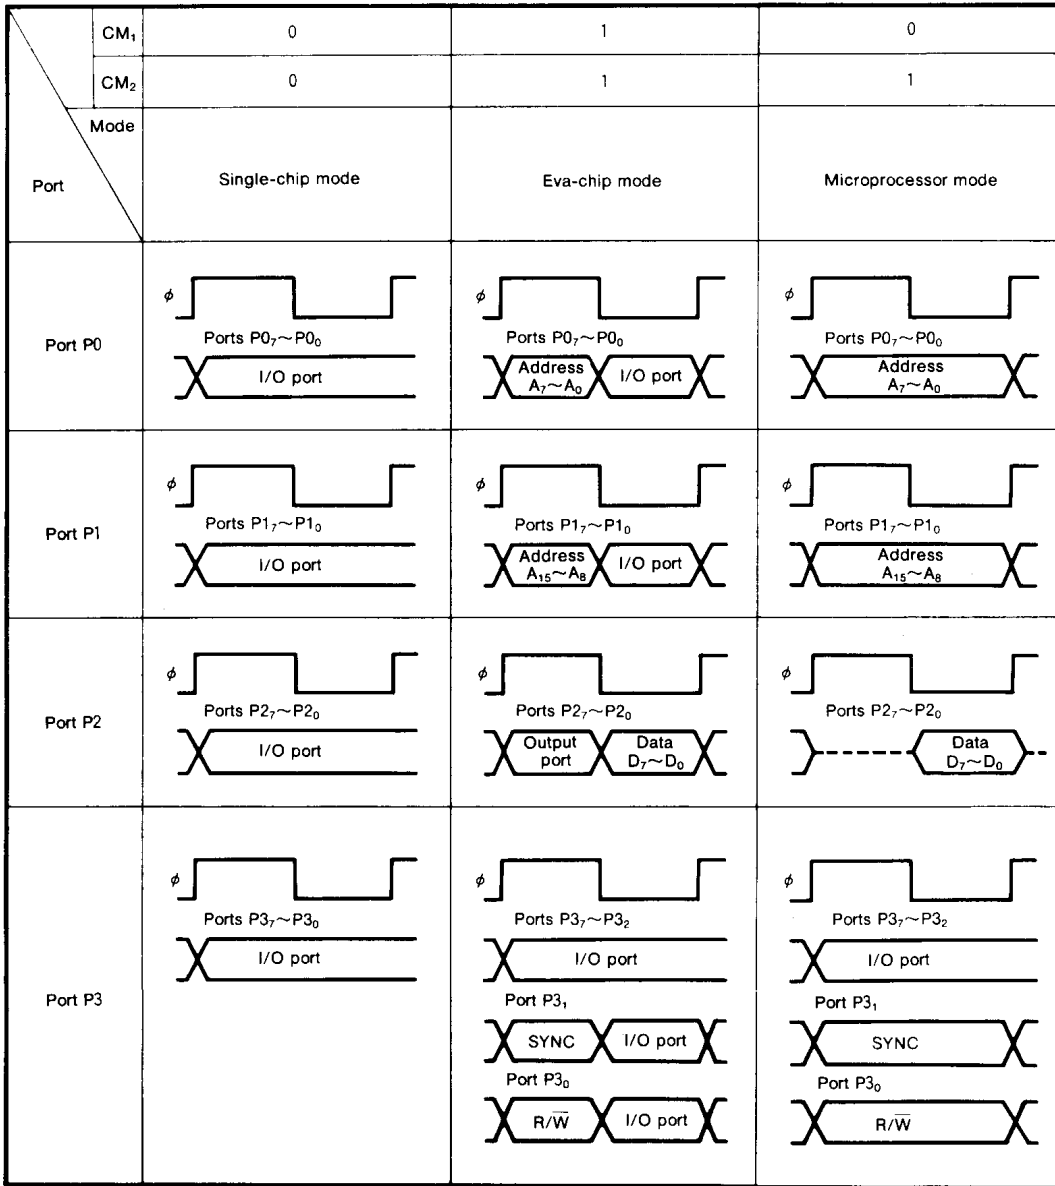 CM₁ 0 1 0
CM₂ 0 1 1
Mode
Port Single-chip mode Eva-chip mode Microprocessor mode
Port P0
ϕ ϕ ϕ
Ports P0₇~P0₀ Ports P0₇~P0₀ Ports P0₇~P0₀
I/O port Address A₇~A₀ I/O port Address A₇~A₀
Port P1
ϕ ϕ ϕ
Ports P1₇~P1₀ Ports P1₇~P1₀ Ports P1₇~P1₀
I/O port Address A₁₅~A₈ I/O port Address A₁₅~A₈
Port P2
ϕ ϕ ϕ
Ports P2₇~P2₀ Ports P2₇~P2₀ Ports P2₇~P2₀
I/O port Output port Data D₇~D₀ Data D₇~D₀
Port P3
ϕ ϕ ϕ
Ports P3₇~P3₀ Ports P3₇~P3₂ Ports P3₇~P3₂
I/O port I/O port I/O port
Port P3₁ Port P3₁
SYNC I/O port SYNC
Port P3₀ Port P3₀
R/W̅ I/O port R/W̅